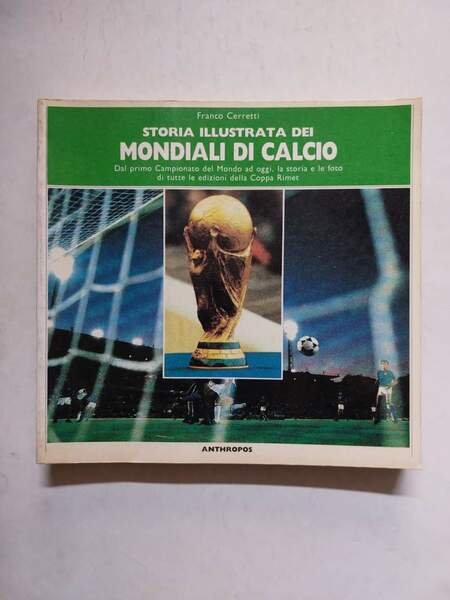 Franco Cerretti
STORIA ILLUSTRATA DEI
MONDIALI DI CALCIO
Dal primo Campionato del Mondo ad oggi, la storia e le foto
di tutte le edizioni della Coppa Rimet
ANTHROPOS